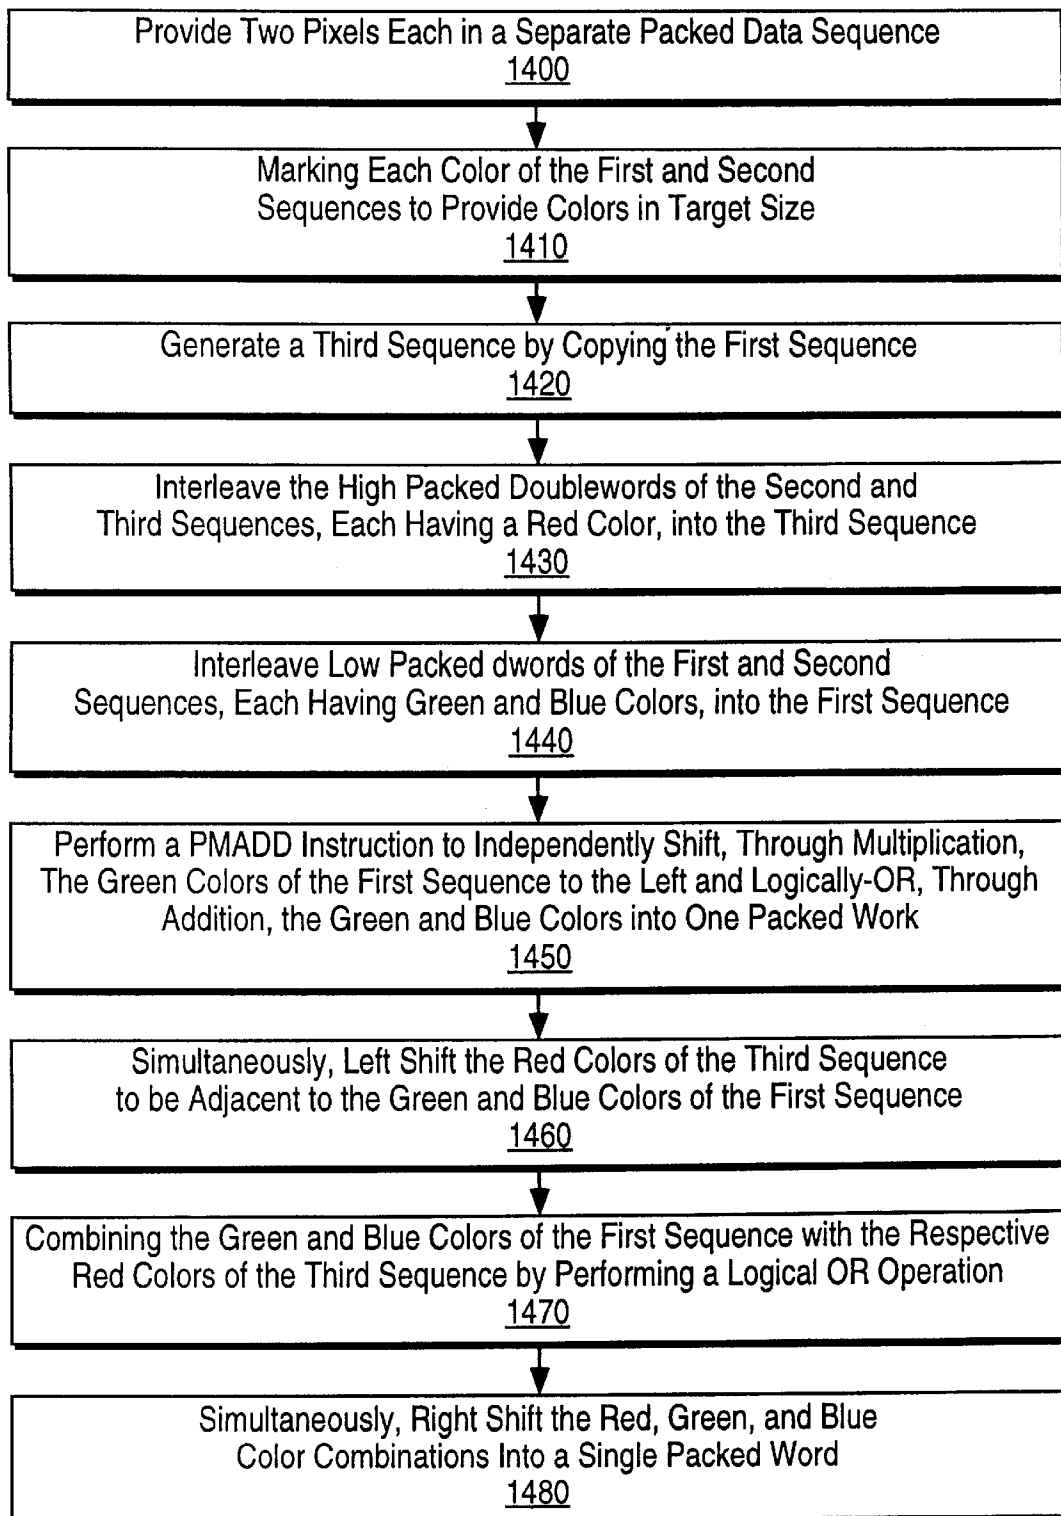 Provide Two Pixels Each in a Separate Packed Data Sequence
1400
Marking Each Color of the First and Second
Sequences to Provide Colors in Target Size
1410
Generate a Third Sequence by Copying the First Sequence
1420
Interleave the High Packed Doublewords of the Second and
Third Sequences, Each Having a Red Color, into the Third Sequence
1430
Interleave Low Packed dwords of the First and Second
Sequences, Each Having Green and Blue Colors, into the First Sequence
1440
Perform a PMADD Instruction to Independently Shift, Through Multiplication,
The Green Colors of the First Sequence to the Left and Logically-OR, Through
Addition, the Green and Blue Colors into One Packed Work
1450
Simultaneously, Left Shift the Red Colors of the Third Sequence
to be Adjacent to the Green and Blue Colors of the First Sequence
1460
Combining the Green and Blue Colors of the First Sequence with the Respective
Red Colors of the Third Sequence by Performing a Logical OR Operation
1470
Simultaneously, Right Shift the Red, Green, and Blue
Color Combinations Into a Single Packed Word
1480